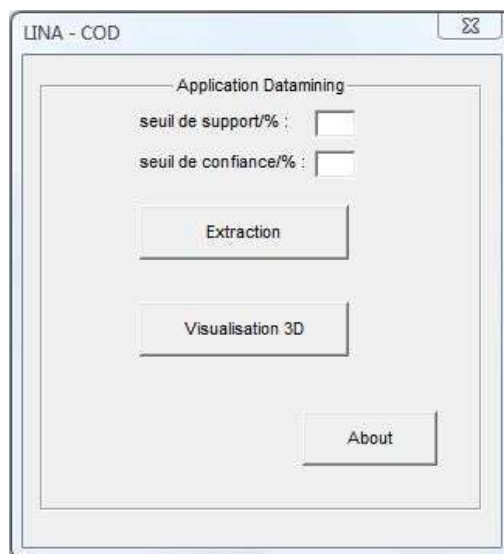 LINA - COD
Application Datamining
seuil de support/% :
seuil de confiance/% :
Extraction
Visualisation 3D
About